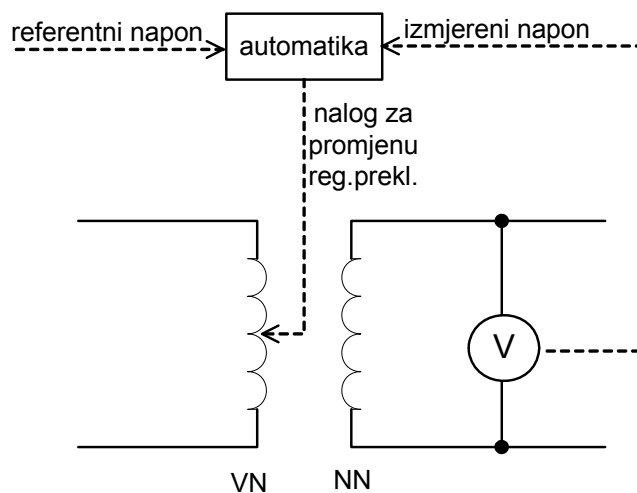 referentni napon
automatika
izmjereni napon
nalog za
promjenu
reg.prekl.
V
VN
NN